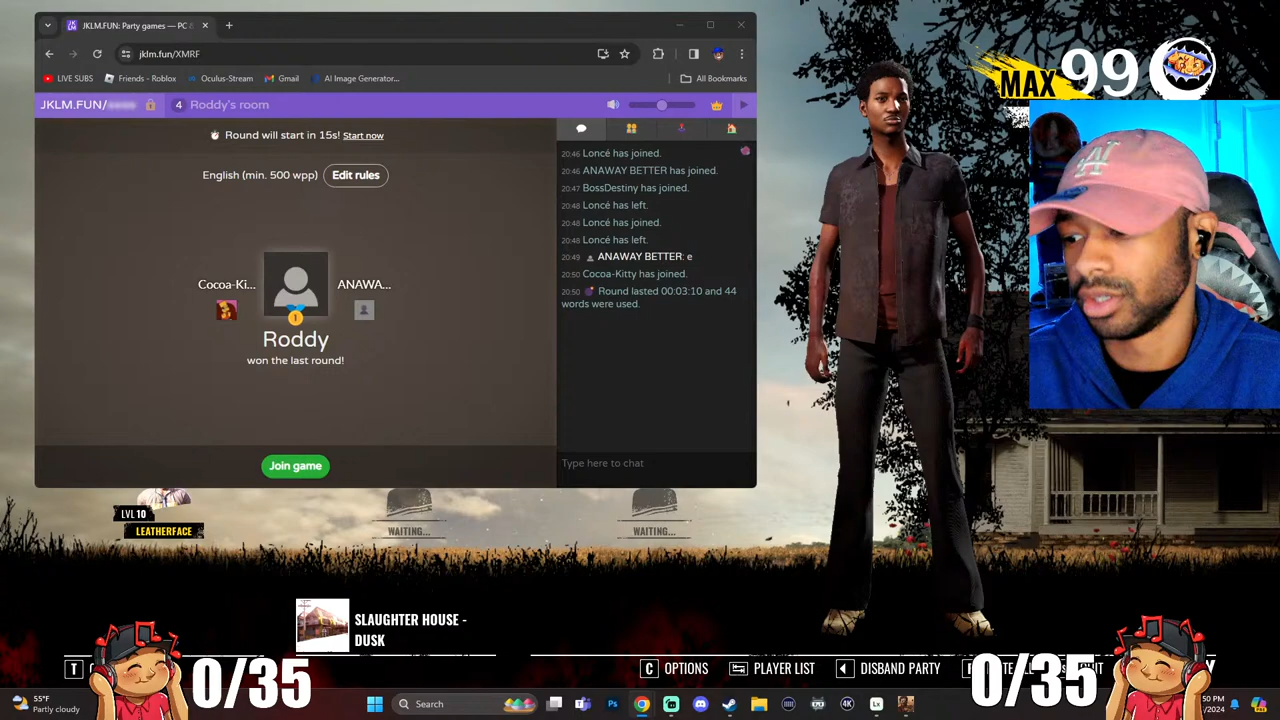 JKLM.FUN: Party games — PC &
jklm.fun/XMRF
LIVE SUBS
Friends - Roblox
Oculus-Stream
Gmail
AI Image Generator...
All Bookmarks
JKLM.FUN/
4 Roddy's room
Round will start in 15s! Start now
English (min. 500 wpp) Edit rules
Cocoa-Ki...
ANAWA...
1
Roddy
won the last round!
Join game
20:46 Loncé has joined.
20:46 ANAWAY BETTER has joined.
20:47 BossDestiny has joined.
20:48 Loncé has left.
20:48 Loncé has joined.
20:48 Loncé has left.
20:49 ANAWAY BETTER: e
20:50 Cocoa-Kitty has joined.
20:50 Round lasted 00:03:10 and 44
words were used.
Type here to chat
MAX 99
LA
LVL 10
LEATHERFACE
WAITING...
WAITING...
SLAUGHTER HOUSE -
DUSK
T
0/35
C OPTIONS
PLAYER LIST
DISBAND PARTY
0/35
55°F
Partly cloudy
Search